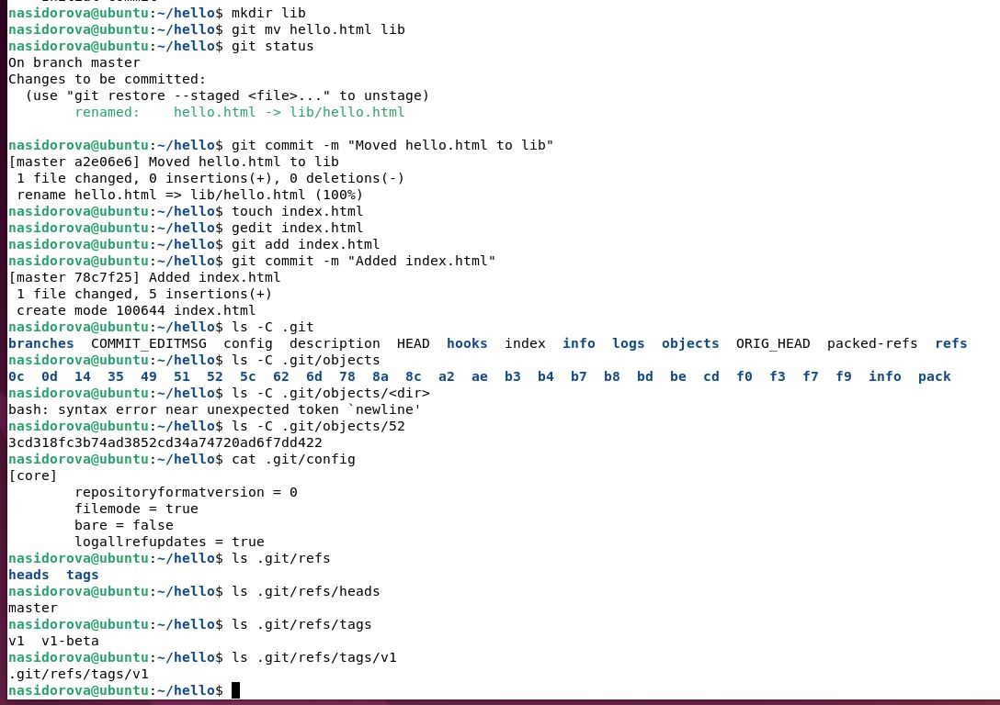 nasidorova@ubuntu:~/hello$ mkdir lib
nasidorova@ubuntu:~/hello$ git mv hello.html lib
nasidorova@ubuntu:~/hello$ git status
On branch master
Changes to be committed:
  (use "git restore --staged <file>..." to unstage)
        renamed:    hello.html -> lib/hello.html

nasidorova@ubuntu:~/hello$ git commit -m "Moved hello.html to lib"
[master a2e06e6] Moved hello.html to lib
 1 file changed, 0 insertions(+), 0 deletions(-)
 rename hello.html => lib/hello.html (100%)
nasidorova@ubuntu:~/hello$ touch index.html
nasidorova@ubuntu:~/hello$ gedit index.html
nasidorova@ubuntu:~/hello$ git add index.html
nasidorova@ubuntu:~/hello$ git commit -m "Added index.html"
[master 78c7f25] Added index.html
 1 file changed, 5 insertions(+)
 create mode 100644 index.html
nasidorova@ubuntu:~/hello$ ls -C .git
branches  COMMIT_EDITMSG  config  description  HEAD  hooks  index  info  logs  objects  ORIG_HEAD  packed-refs  refs
nasidorova@ubuntu:~/hello$ ls -C .git/objects
0c  0d  14  35  49  51  52  5c  62  6d  78  8a  8c  a2  ae  b3  b4  b7  b8  bd  be  cd  f0  f3  f7  f9  info  pack
nasidorova@ubuntu:~/hello$ ls -C .git/objects/<dir>
bash: syntax error near unexpected token `newline'
nasidorova@ubuntu:~/hello$ ls -C .git/objects/52
3cd318fc3b74ad3852cd34a74720ad6f7dd422
nasidorova@ubuntu:~/hello$ cat .git/config
[core]
        repositoryformatversion = 0
        filemode = true
        bare = false
        logallrefupdates = true
nasidorova@ubuntu:~/hello$ ls .git/refs
heads  tags
nasidorova@ubuntu:~/hello$ ls .git/refs/heads
master
nasidorova@ubuntu:~/hello$ ls .git/refs/tags
v1  v1-beta
nasidorova@ubuntu:~/hello$ ls .git/refs/tags/v1
.git/refs/tags/v1
nasidorova@ubuntu:~/hello$